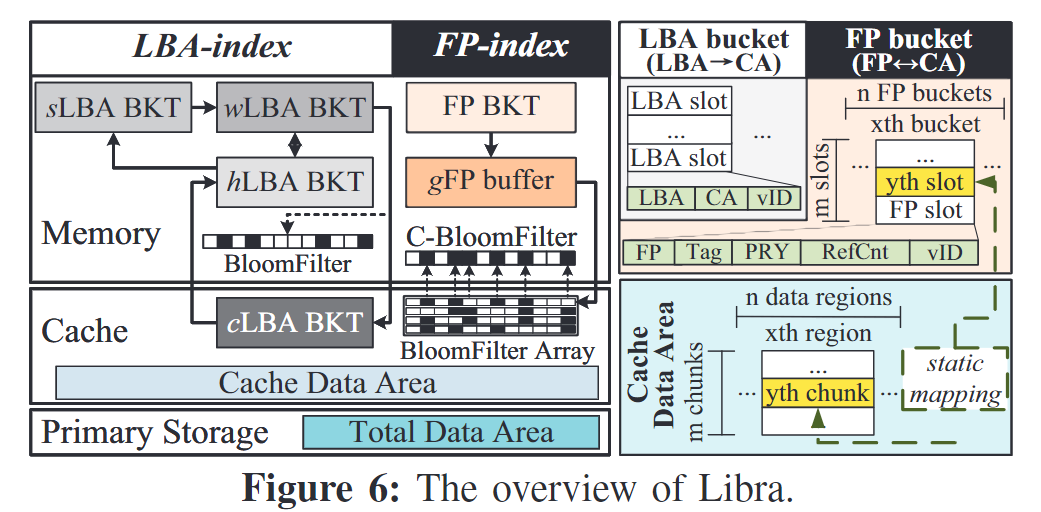 LBA-index
FP-index
sLBA BKT
wLBA BKT
FP BKT
hLBA BKT
gFP buffer
Memory
BloomFilter
C-BloomFilter
Cache
cLBA BKT
BloomFilter Array
Cache Data Area
Primary Storage
Total Data Area
LBA bucket
(LBA→CA)
LBA slot
...
...
LBA slot
LBA CA vID
FP bucket
(FP↔CA)
n FP buckets
xth bucket
m slots
...
...
...
yth slot
FP slot
FP Tag PRY RefCnt vID
Cache
Data Area
n data regions
xth region
m chunks
...
...
yth chunk
...
static
mapping
Figure 6: The overview of Libra.